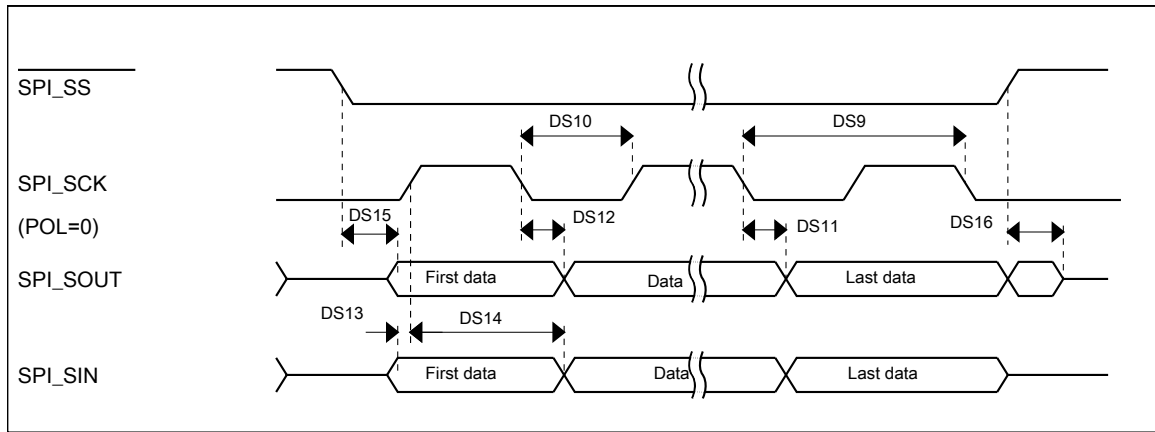 SPI_SS
DS10
DS9
SPI_SCK
(POL=0)
DS15
DS12
DS11
DS16
SPI_SOUT
First data
Data
Last data
DS13
DS14
SPI_SIN
First data
Data
Last data